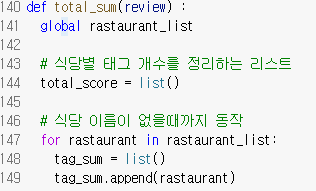 140 def total_sum(review) :
141 global rastaurant_list
142
143 # 식당별 태그 개수를 정리하는 리스트
144 total_score = list()
145
146 # 식당 이름이 없을때까지 동작
147 for rastaurant in rastaurant_list:
148 tag_sum = list()
149 tag_sum.append(rastaurant)